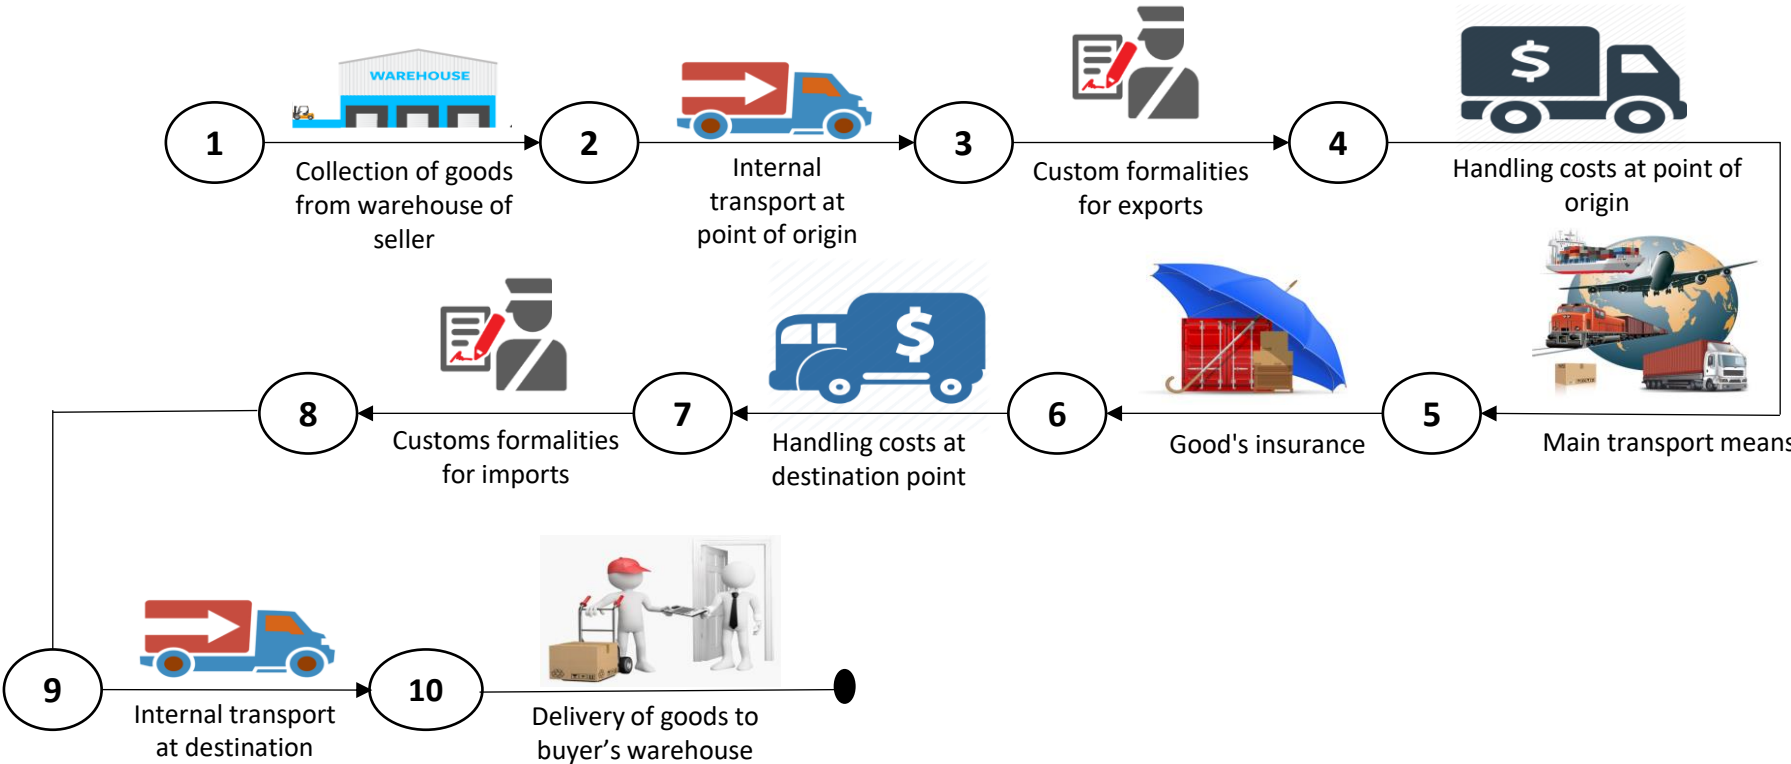 WAREHOUSE
1
2
3
4
Collection of goods
from warehouse of
seller
Internal
transport at
point of origin
Custom formalities
for exports
$
Handling costs at point of
origin
Main transport means
5
Good's insurance
6
$
Handling costs at
destination point
7
Customs formalities
for imports
8
9
Internal transport
at destination
10
Delivery of goods to
buyer’s warehouse